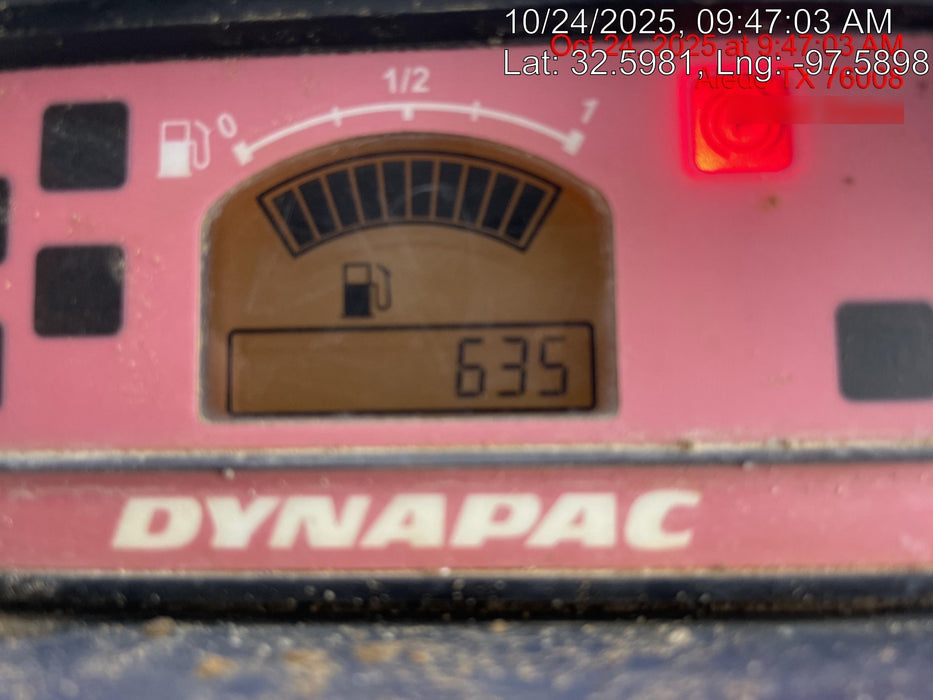 10/24/2025, 09:47:03 AM
Oct 24, 2025 at 9:47:03 AM
Lat: 32.5981, Lng: -97.5898
Aledo TX 76008
0 1/2 1
635
DYNAPAC